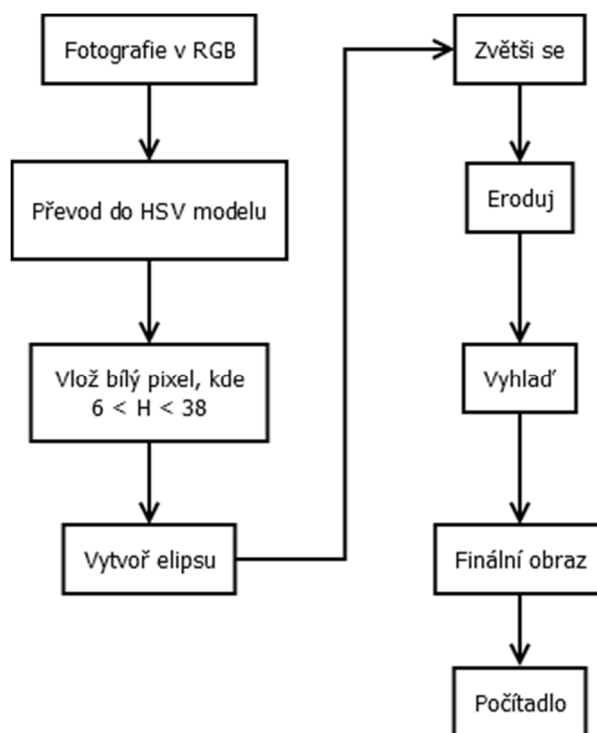 Fotografie v RGB
Převod do HSV modelu
Vlož bílý pixel, kde
6 < H < 38
Vytvoř elipsu
Zvětši se
Eroduj
Vyhlaď
Finální obraz
Počítadlo